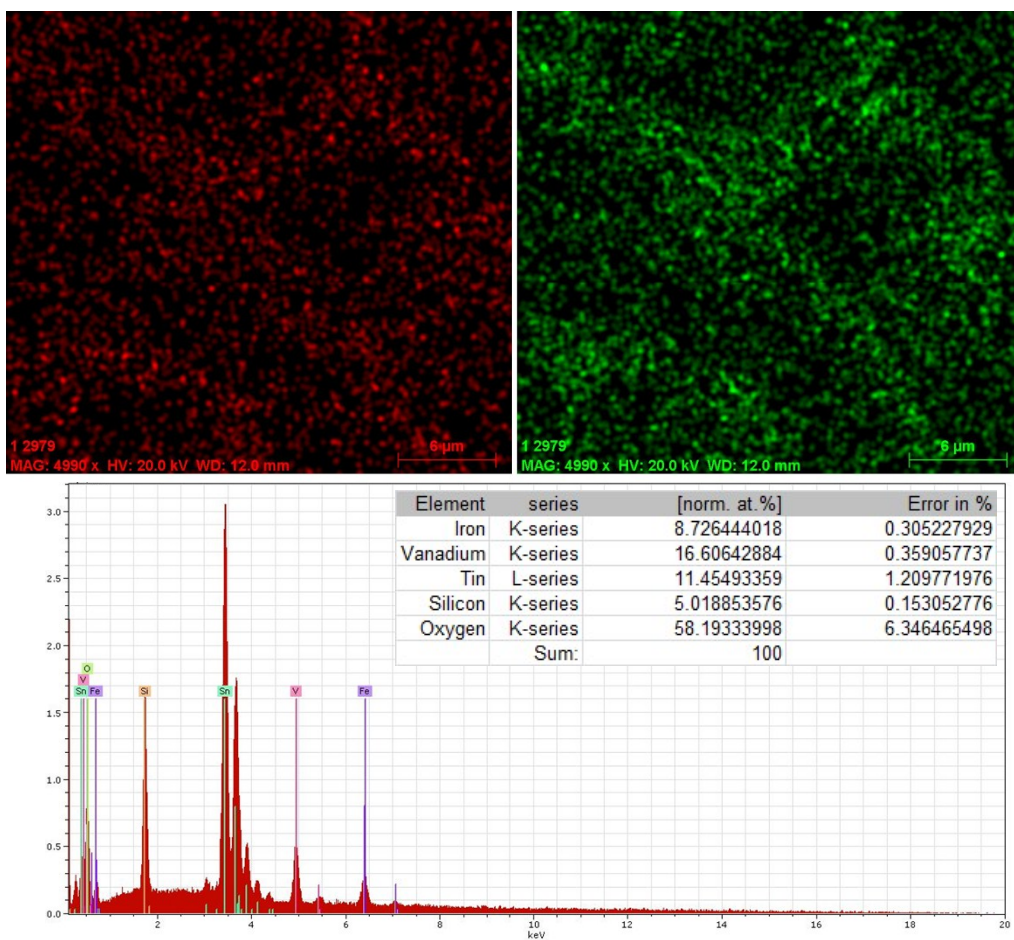 1 2979
MAG: 4990 x HV: 20.0 kV WD: 12.0 mm
6 µm
1 2979
MAG: 4990 x HV: 20.0 kV WD: 12.0 mm
6 µm
Element series [norm. at.%] Error in %
Iron K-series 8.726444018 0.305227929
Vanadium K-series 16.60642884 0.359057737
Tin L-series 11.45493359 1.209771976
Silicon K-series 5.018853576 0.153052776
Oxygen K-series 58.19333998 6.346465498
Sum: 100
3.0
2.5
2.0
1.5
1.0
0.5
0.0
O
V
Sn Fe Si Sn V Fe
2 4 6 8 10 12 14 16 18 20
keV